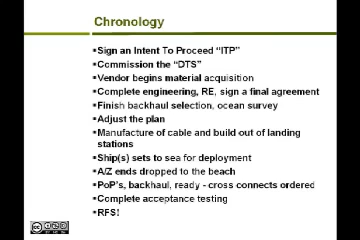 Chronology
▪Sign an Intent To Proceed “ITP”
▪Commission the “DTS”
▪Vendor begins material acquisition
▪Complete engineering, RE, sign a final agreement
▪Finish backhaul selection, ocean survey
▪Adjust the plan
▪Manufacture of cable and build out of landing
stations
▪Ship(s) sets to sea for deployment
▪A/Z ends dropped to the beach
▪PoP’s, backhaul, ready - cross connects ordered
▪Complete acceptance testing
▪RFS!